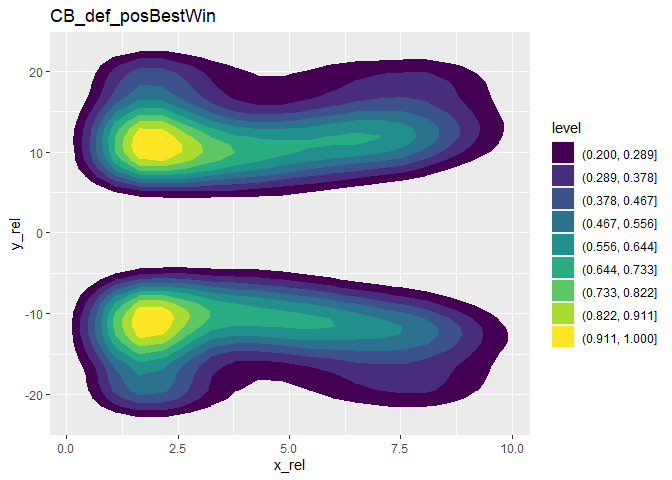 CB_def_posBestWin
20
10
0
-10
-20
y_rel
0.0 2.5 5.0 7.5 10.0
x_rel
level
(0.200, 0.289]
(0.289, 0.378]
(0.378, 0.467]
(0.467, 0.556]
(0.556, 0.644]
(0.644, 0.733]
(0.733, 0.822]
(0.822, 0.911]
(0.911, 1.000]